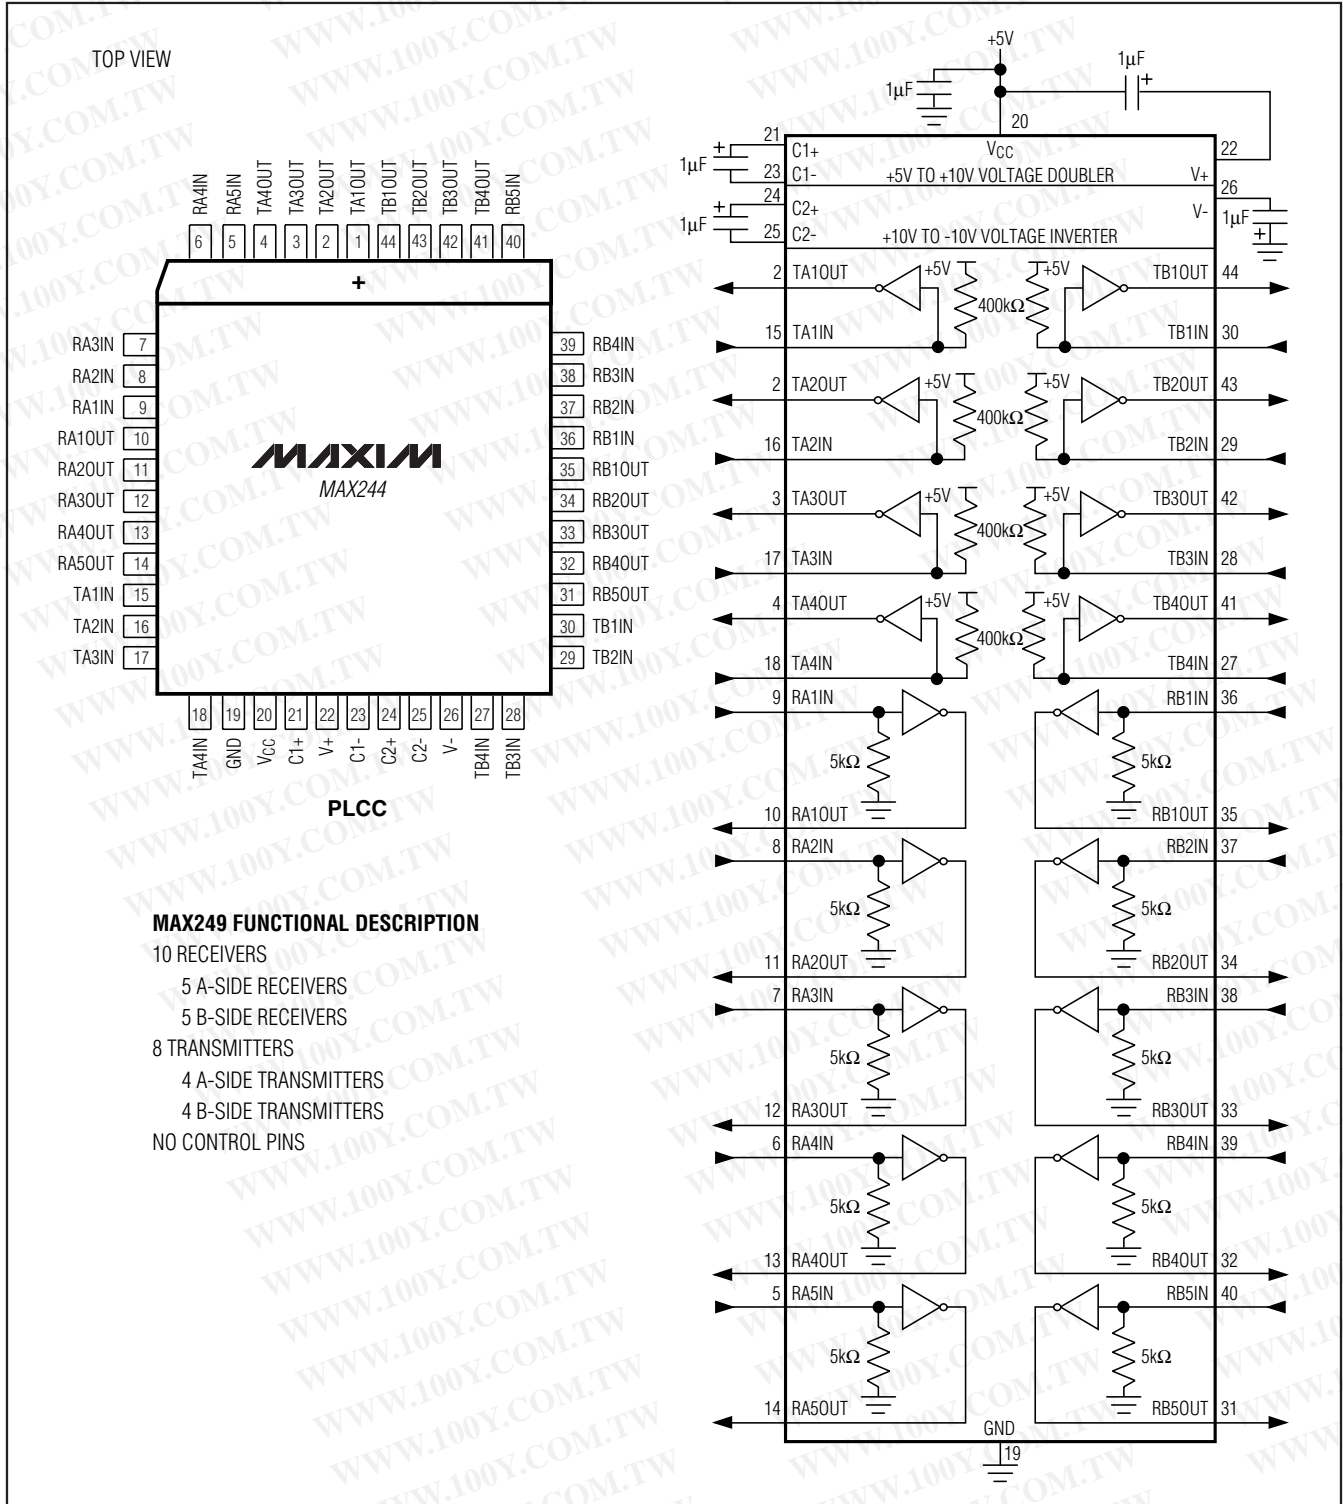 TOP VIEW
RA4IN
RA5IN
TA4OUT
TA3OUT
TA2OUT
TA1OUT
TB1OUT
TB2OUT
TB3OUT
TB4OUT
RB5IN
6 5 4 3 2 1 44 43 42 41 40
+
RA3IN 7
RA2IN 8
RA1IN 9
RA1OUT 10
RA2OUT 11
RA3OUT 12
RA4OUT 13
RA5OUT 14
TA1IN 15
TA2IN 16
TA3IN 17
MAXIM
MAX244
39 RB4IN
38 RB3IN
37 RB2IN
36 RB1IN
35 RB1OUT
34 RB2OUT
33 RB3OUT
32 RB4OUT
31 RB5OUT
30 TB1IN
29 TB2IN
18 19 20 21 22 23 24 25 26 27 28
TA4IN
GND
VCC
C1+
V+
C1-
C2+
C2-
V-
TB4IN
TB3IN
PLCC
MAX249 FUNCTIONAL DESCRIPTION
10 RECEIVERS
5 A-SIDE RECEIVERS
5 B-SIDE RECEIVERS
8 TRANSMITTERS
4 A-SIDE TRANSMITTERS
4 B-SIDE TRANSMITTERS
NO CONTROL PINS
+5V
1µF
1µF +
20
VCC
21 C1+
1µF +
23 C1-
+5V TO +10V VOLTAGE DOUBLER
V+ 22
24 C2+
1µF +
25 C2-
+10V TO -10V VOLTAGE INVERTER
V- 26
1µF +
2 TA1OUT +5V +5V TB1OUT 44
400kΩ
15 TA1IN TB1IN 30
2 TA2OUT +5V +5V TB2OUT 43
400kΩ
16 TA2IN TB2IN 29
3 TA3OUT +5V +5V TB3OUT 42
400kΩ
17 TA3IN TB3IN 28
4 TA4OUT +5V +5V TB4OUT 41
400kΩ
18 TA4IN TB4IN 27
9 RA1IN RB1IN 36
5kΩ 5kΩ
10 RA1OUT RB1OUT 35
8 RA2IN RB2IN 37
5kΩ 5kΩ
11 RA2OUT RB2OUT 34
7 RA3IN RB3IN 38
5kΩ 5kΩ
12 RA3OUT RB3OUT 33
6 RA4IN RB4IN 39
5kΩ 5kΩ
13 RA4OUT RB4OUT 32
5 RA5IN RB5IN 40
5kΩ 5kΩ
14 RA5OUT RB5OUT 31
GND
19
WWW.100Y.COM.TW